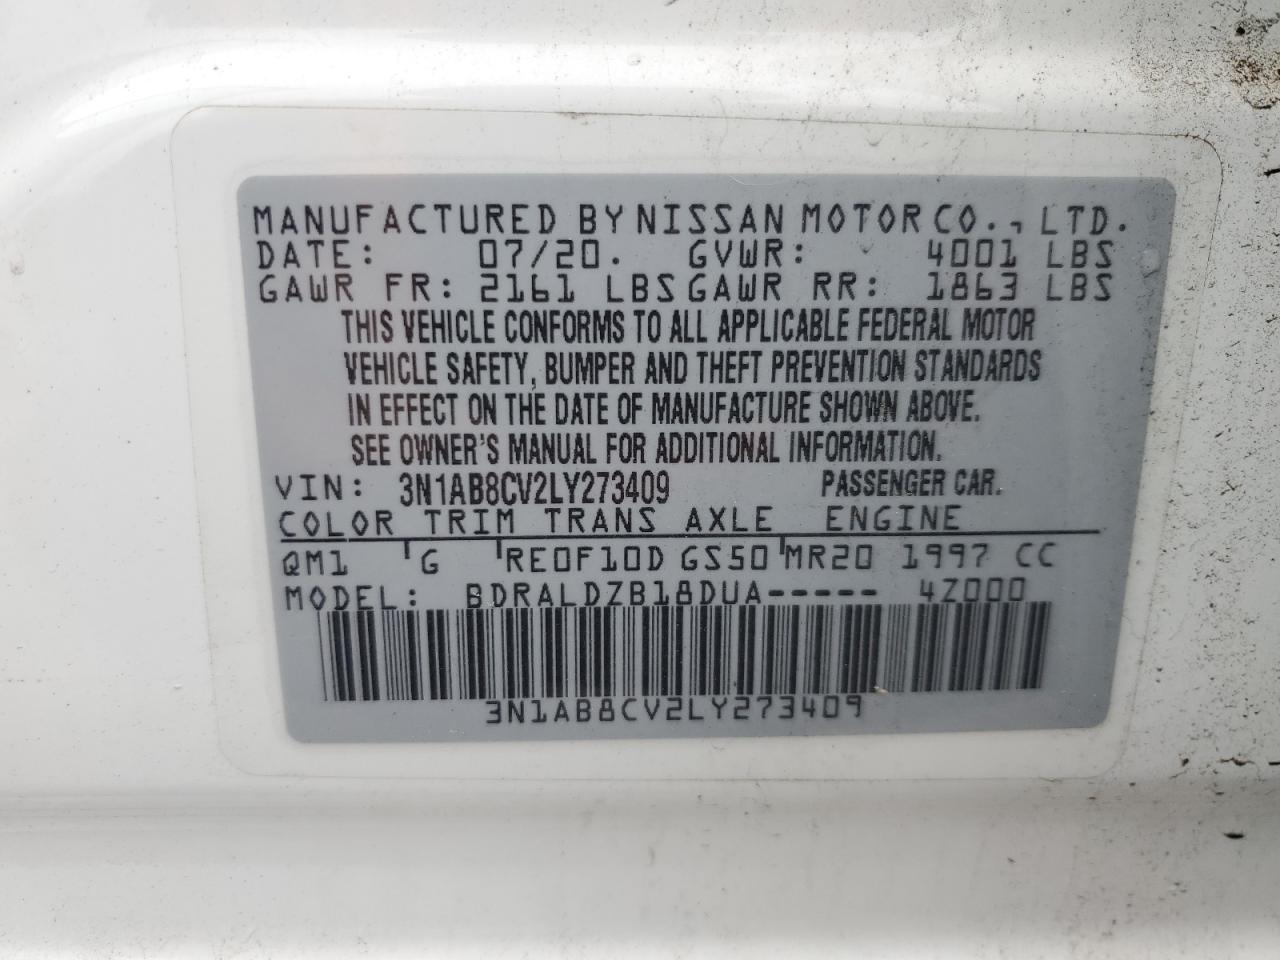 MANUFACTURED BY NISSAN MOTOR CO., LTD.
DATE: 07/20. GVWR: 4001 LBS
GAWR FR: 2161 LBS GAWR RR: 1863 LBS
THIS VEHICLE CONFORMS TO ALL APPLICABLE FEDERAL MOTOR
VEHICLE SAFETY, BUMPER AND THEFT PREVENTION STANDARDS
IN EFFECT ON THE DATE OF MANUFACTURE SHOWN ABOVE.
SEE OWNER'S MANUAL FOR ADDITIONAL INFORMATION.
VIN: 3N1AB8CV2LY273409 PASSENGER CAR.
COLOR TRIM TRANS AXLE ENGINE
QM1 G RE0F10D GS50 MR20 1997 CC
MODEL: BDRALDZB18DUA----- 4Z000
3N1AB8CV2LY273409